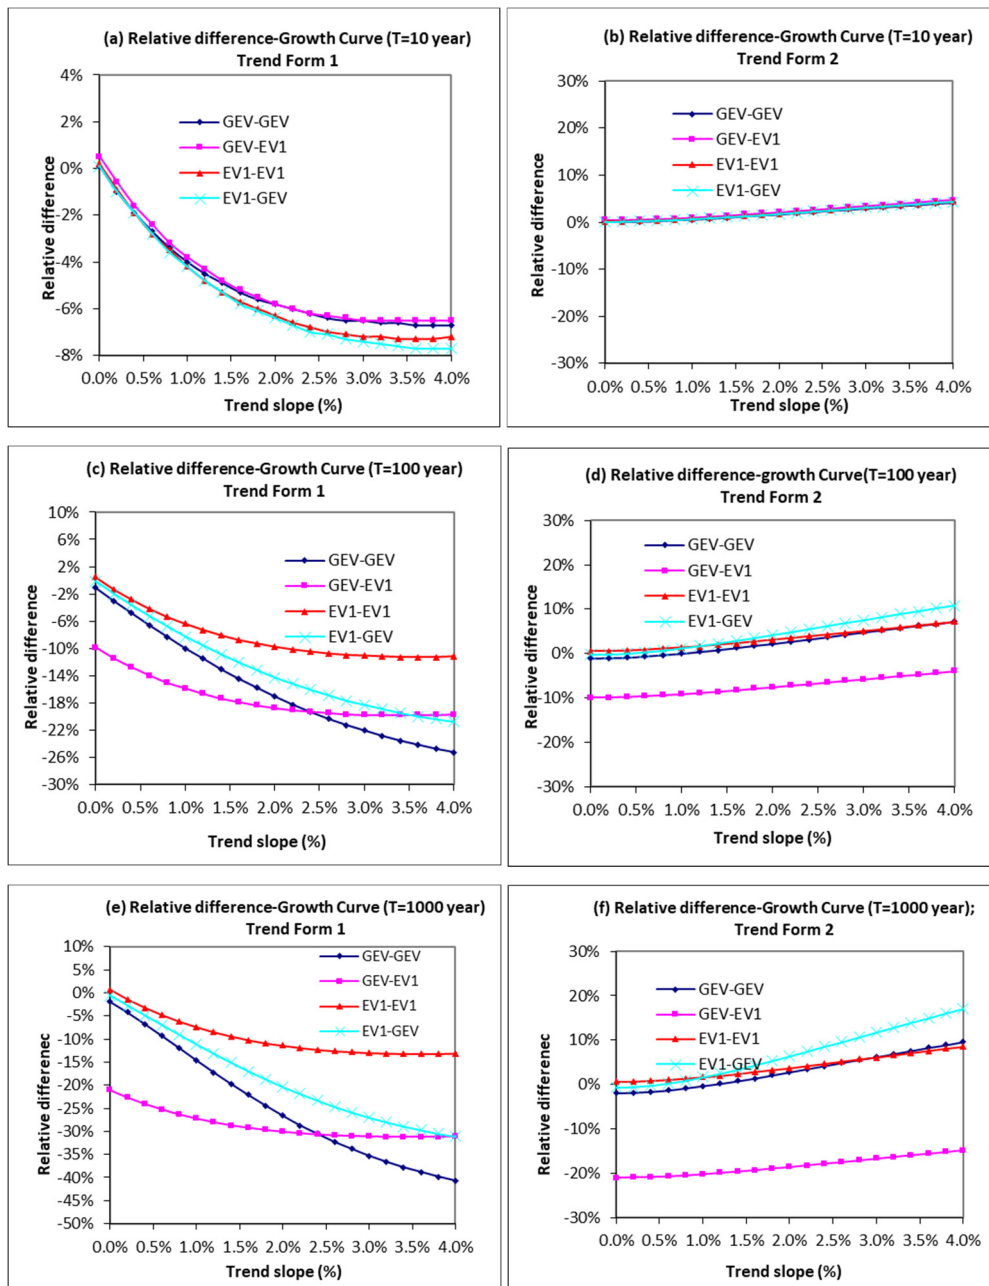 (a) Relative difference-Growth Curve (T=10 year)
Trend Form 1
4%
2%
0%
-2%
-4%
-6%
-8%
Relative difference
GEV-GEV
GEV-EV1
EV1-EV1
EV1-GEV
0.0% 0.5% 1.0% 1.5% 2.0% 2.5% 3.0% 3.5% 4.0%
Trend slope (%)
(b) Relative difference-Growth Curve (T=10 year)
Trend Form 2
30%
20%
10%
0%
-10%
-20%
-30%
Relative difference
GEV-GEV
GEV-EV1
EV1-EV1
EV1-GEV
0.0% 0.5% 1.0% 1.5% 2.0% 2.5% 3.0% 3.5% 4.0%
Trend slope (%)
(c) Relative difference-Growth Curve (T=100 year)
Trend Form 1
10%
6%
2%
-2%
-6%
-10%
-14%
-18%
-22%
-26%
-30%
Relative difference
GEV-GEV
GEV-EV1
EV1-EV1
EV1-GEV
0.0% 0.5% 1.0% 1.5% 2.0% 2.5% 3.0% 3.5% 4.0%
Trend slope (%)
(d) Relative difference-growth Curve(T=100 year)
Trend Form 2
30%
20%
10%
0%
-10%
-20%
-30%
Relative difference
GEV-GEV
GEV-EV1
EV1-EV1
EV1-GEV
0.0% 0.5% 1.0% 1.5% 2.0% 2.5% 3.0% 3.5% 4.0%
Trend slope (%)
(e) Relative difference-Growth Curve (T=1000 year)
Trend Form 1
10%
5%
0%
-5%
-10%
-15%
-20%
-25%
-30%
-35%
-40%
-45%
-50%
Relative differenec
GEV-GEV
GEV-EV1
EV1-EV1
EV1-GEV
0.0% 0.5% 1.0% 1.5% 2.0% 2.5% 3.0% 3.5% 4.0%
Trend slope (%)
(f) Relative difference-Growth Curve (T=1000 year);
Trend Form 2
30%
20%
10%
0%
-10%
-20%
-30%
Relative difference
GEV-GEV
GEV-EV1
EV1-EV1
EV1-GEV
0.0% 0.5% 1.0% 1.5% 2.0% 2.5% 3.0% 3.5% 4.0%
Trend slope (%)